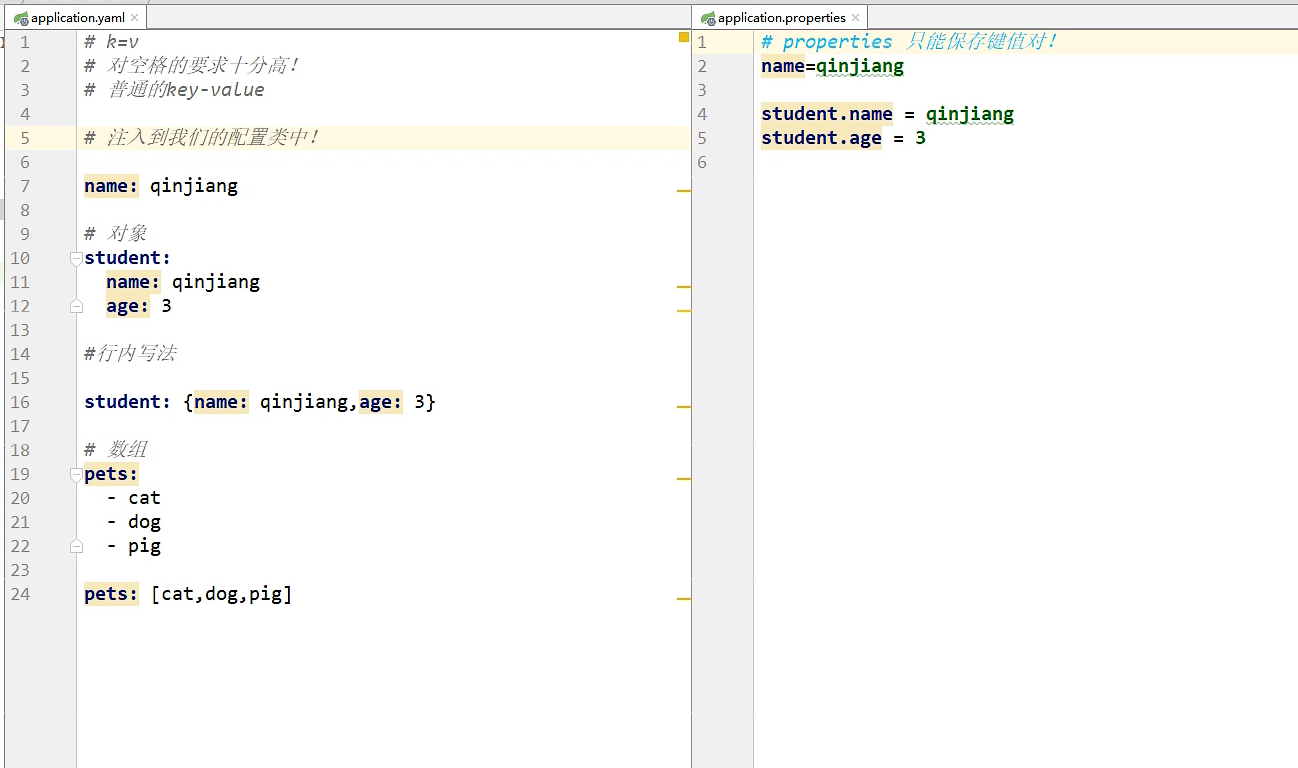 application.yaml
1 # k=v
2 # 对空格的要求十分高！
3 # 普通的key-value
4
5 # 注入到我们的配置类中！
6
7 name: qinjiang
8
9 # 对象
10 student:
11 name: qinjiang
12 age: 3
13
14 #行内写法
15
16 student: {name: qinjiang,age: 3}
17
18 # 数组
19 pets:
20 - cat
21 - dog
22 - pig
23
24 pets: [cat,dog,pig]
application.properties
1 # properties 只能保存键值对！
2 name=qinjiang
3
4 student.name = qinjiang
5 student.age = 3
6